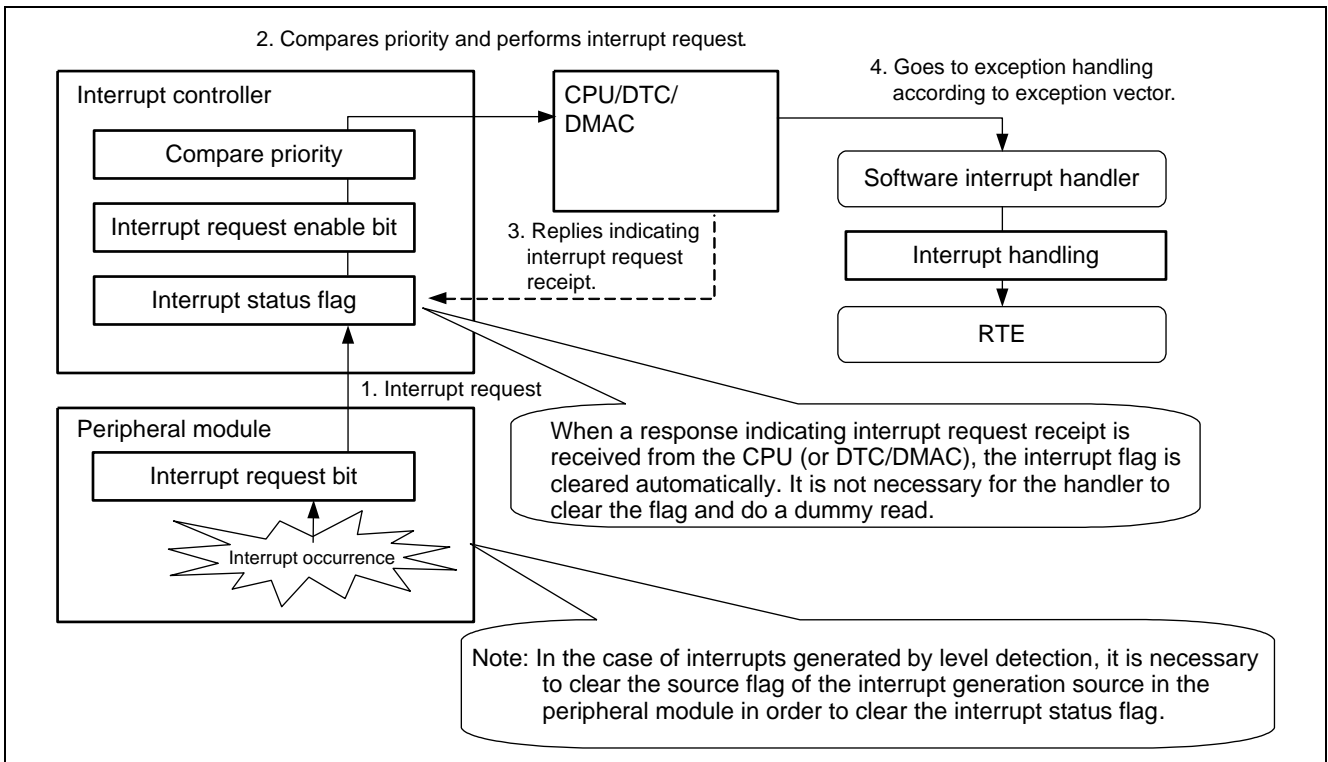 2. Compares priority and performs interrupt request.
Interrupt controller
Compare priority
Interrupt request enable bit
Interrupt status flag
CPU/DTC/
DMAC
3. Replies indicating
interrupt request
receipt.
4. Goes to exception handling
according to exception vector.
Software interrupt handler
Interrupt handling
RTE
1. Interrupt request
Peripheral module
Interrupt request bit
Interrupt occurrence
When a response indicating interrupt request receipt is
received from the CPU (or DTC/DMAC), the interrupt flag is
cleared automatically. It is not necessary for the handler to
clear the flag and do a dummy read.
Note: In the case of interrupts generated by level detection, it is necessary
to clear the source flag of the interrupt generation source in the
peripheral module in order to clear the interrupt status flag.